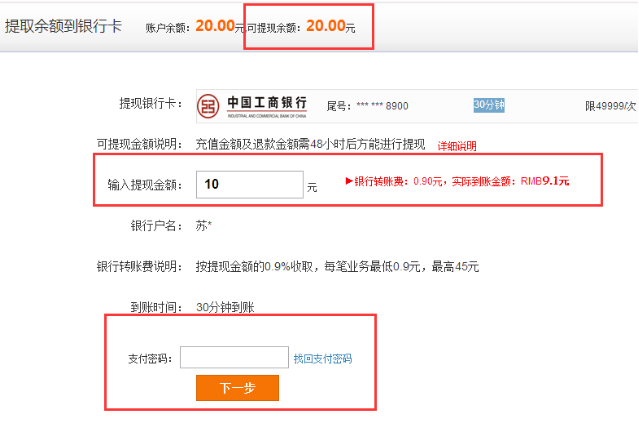 提取余额到银行卡 账户余额：20.00元 可提现余额：20.00元
提现银行卡： 中国工商银行 尾号：*** *** 8900 30分钟 限49999/次
INDUSTRIAL AND COMMERCIAL BANK OF CHINA
可提现金额说明： 充值金额及退款金额需48小时后方能进行提现 详细说明
输入提现金额： 10 元 ▶银行转账费：0.90元，实际到账金额：RMB9.1元
银行户名： 苏*
银行转账费说明： 按提现金额的0.9%收取，每笔业务最低0.9元，最高45元
到账时间： 30分钟到账
支付密码： 找回支付密码
下一步